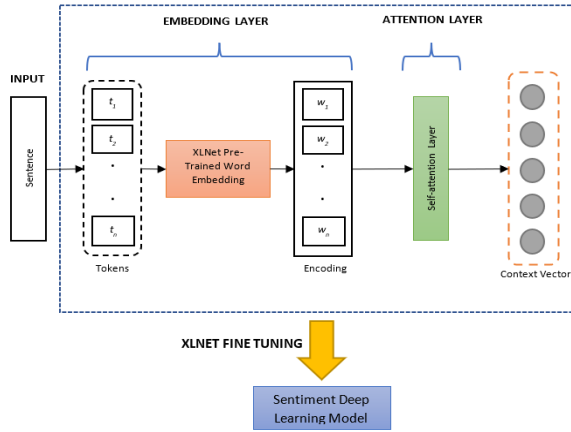 EMBEDDING LAYER
ATTENTION LAYER
INPUT
Sentence
t1
t2
.
.
tn
Tokens
XLNet Pre-
Trained Word
Embedding
w1
w2
.
.
wn
Encoding
Self-attention Layer
Context Vector
XLNET FINE TUNING
Sentiment Deep
Learning Model